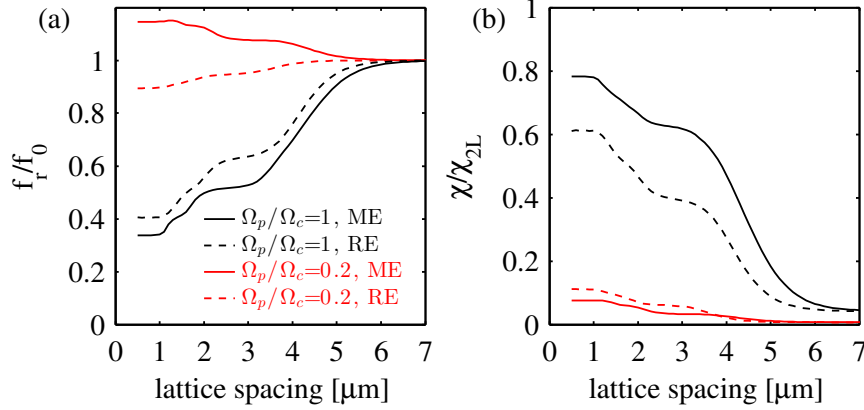 (a)
f_r/f_0
1
0.8
0.6
0.4
0.2
0
Ω_p/Ω_c=1, ME
Ω_p/Ω_c=1, RE
Ω_p/Ω_c=0.2, ME
Ω_p/Ω_c=0.2, RE
0 1 2 3 4 5 6 7
lattice spacing [μm]
(b)
χ/χ_2L
1
0.8
0.6
0.4
0.2
0
0 1 2 3 4 5 6 7
lattice spacing [μm]